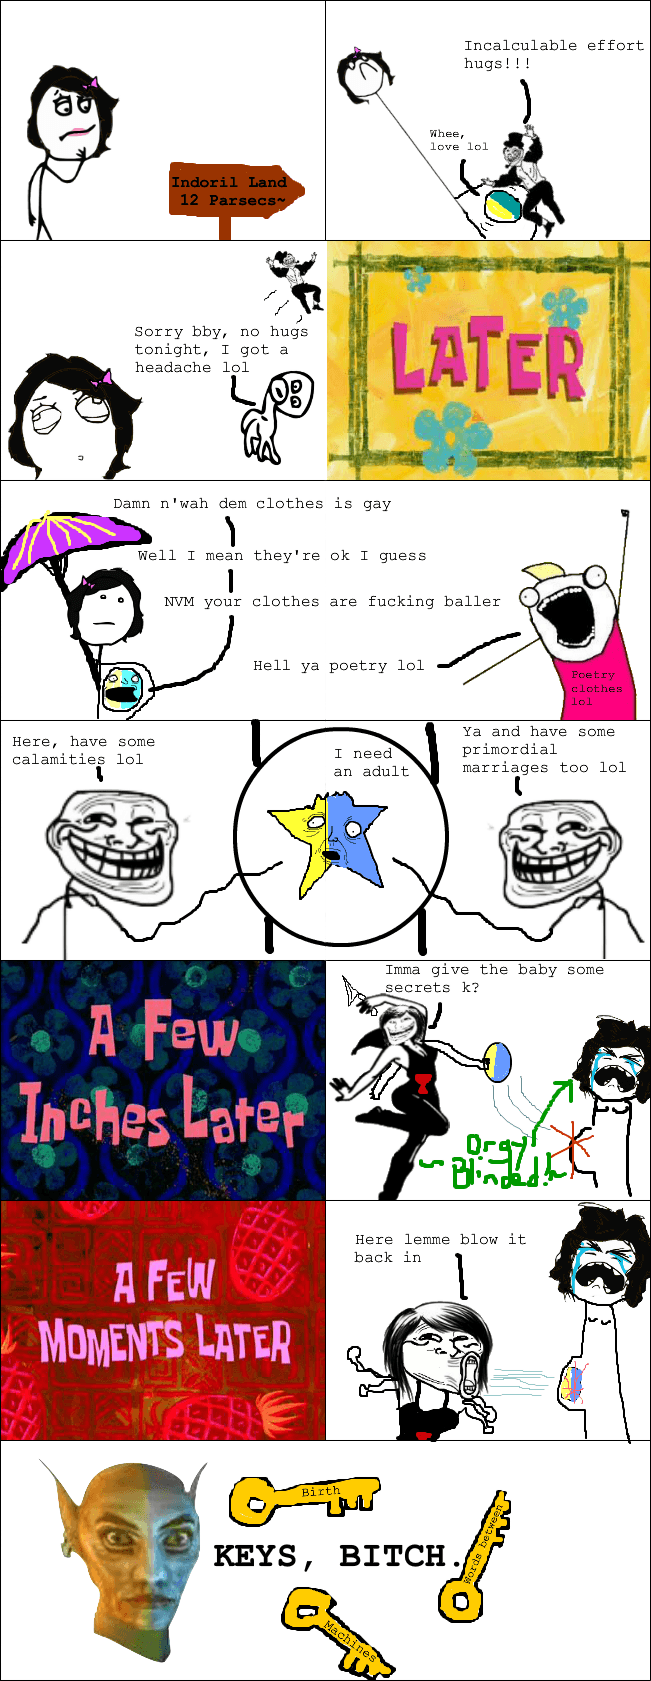 Indoril Land
12 Parsecs~
Incalculable effort
hugs!!!
Whee,
love lol
Sorry bby, no hugs
tonight, I got a
headache lol
LATER
Damn n'wah dem clothes is gay
Well I mean they're ok I guess
NVM your clothes are fucking baller
Hell ya poetry lol
Poetry
clothes
lol
Here, have some
calamities lol
I need
an adult
Ya and have some
primordial
marriages too lol
A FEW
INCHES LATER
Imma give the baby some
secrets k?
Orgy
Blinded!~
A FEW
MOMENTS LATER
Here lemme blow it
back in
Birth
KEYS, BITCH.
Words between
Machines